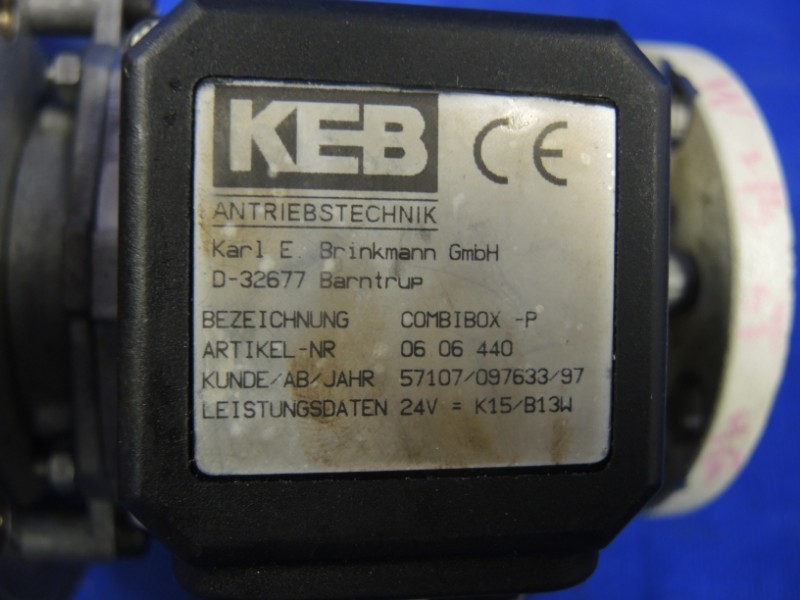 KEB
CE
ANTRIEBSTECHNIK
Karl E. Brinkmann GmbH
D-32677 Barntrup
BEZEICHNUNG COMBIBOX -P
ARTIKEL-NR 06 06 440
KUNDE/AB/JAHR 57107/097633/97
LEISTUNGSDATEN 24V = K15/B13W